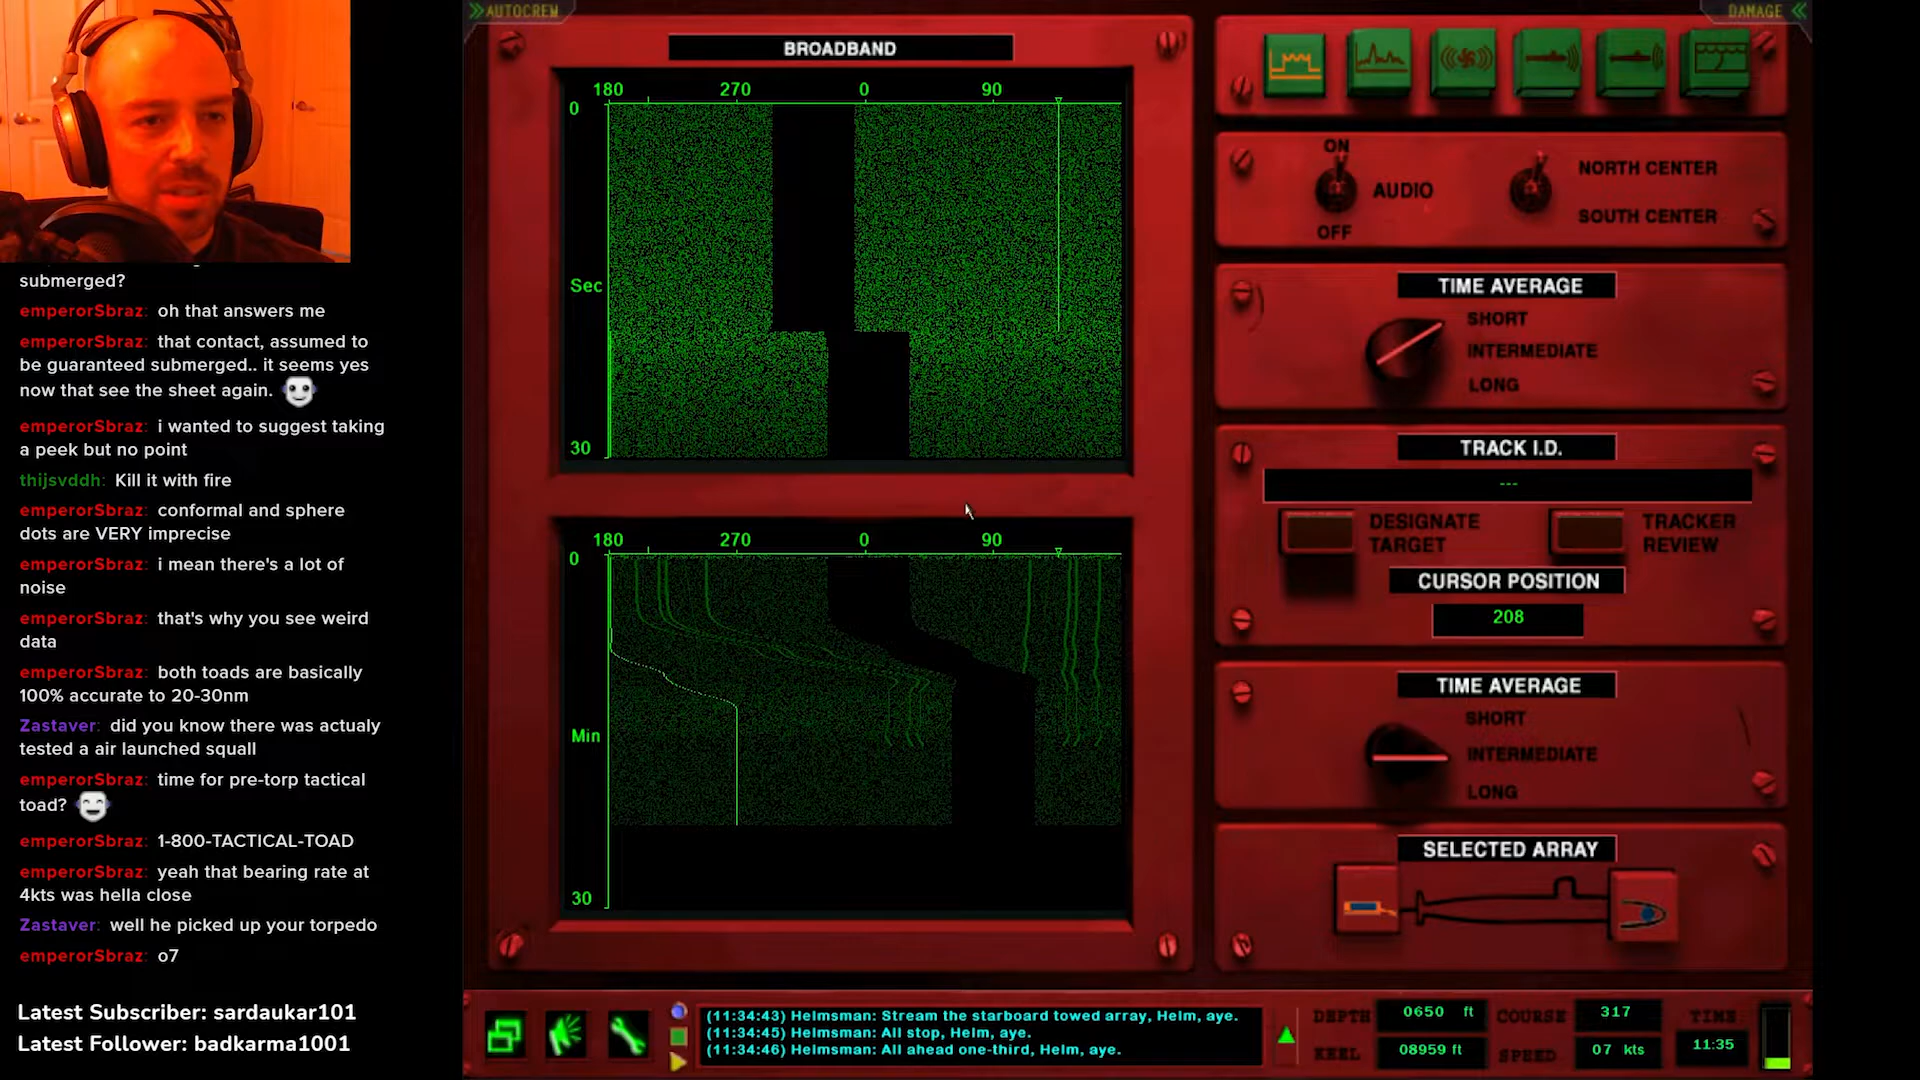 AUTOCREW
DAMAGE
BROADBAND
180 270 0 90
0
Sec
30
180 270 0 90
0
Min
30
ON
AUDIO
OFF
NORTH CENTER
SOUTH CENTER
TIME AVERAGE
SHORT
INTERMEDIATE
LONG
TRACK I.D.
---
DESIGNATE
TARGET
TRACKER
REVIEW
CURSOR POSITION
208
TIME AVERAGE
SHORT
INTERMEDIATE
LONG
SELECTED ARRAY
submerged?
emperorSbraz: oh that answers me
emperorSbraz: that contact, assumed to
be guaranteed submerged.. it seems yes
now that see the sheet again.
emperorSbraz: i wanted to suggest taking
a peek but no point
thijsvddh: Kill it with fire
emperorSbraz: conformal and sphere
dots are VERY imprecise
emperorSbraz: i mean there's a lot of
noise
emperorSbraz: that's why you see weird
data
emperorSbraz: both toads are basically
100% accurate to 20-30nm
Zastaver: did you know there was actualy
tested a air launched squall
emperorSbraz: time for pre-torp tactical
toad?
emperorSbraz: 1-800-TACTICAL-TOAD
emperorSbraz: yeah that bearing rate at
4kts was hella close
Zastaver: well he picked up your torpedo
emperorSbraz: o7
Latest Subscriber: sardaukar101
Latest Follower: badkarma1001
(11:34:43) Helmsman: Stream the starboard towed array, Helm, aye.
(11:34:45) Helmsman: All stop, Helm, aye.
(11:34:46) Helmsman: All ahead one-third, Helm, aye.
DEPTH 0650 ft COURSE 317 TIME
KEEL 08959 ft SPEED 07 kts 11:35